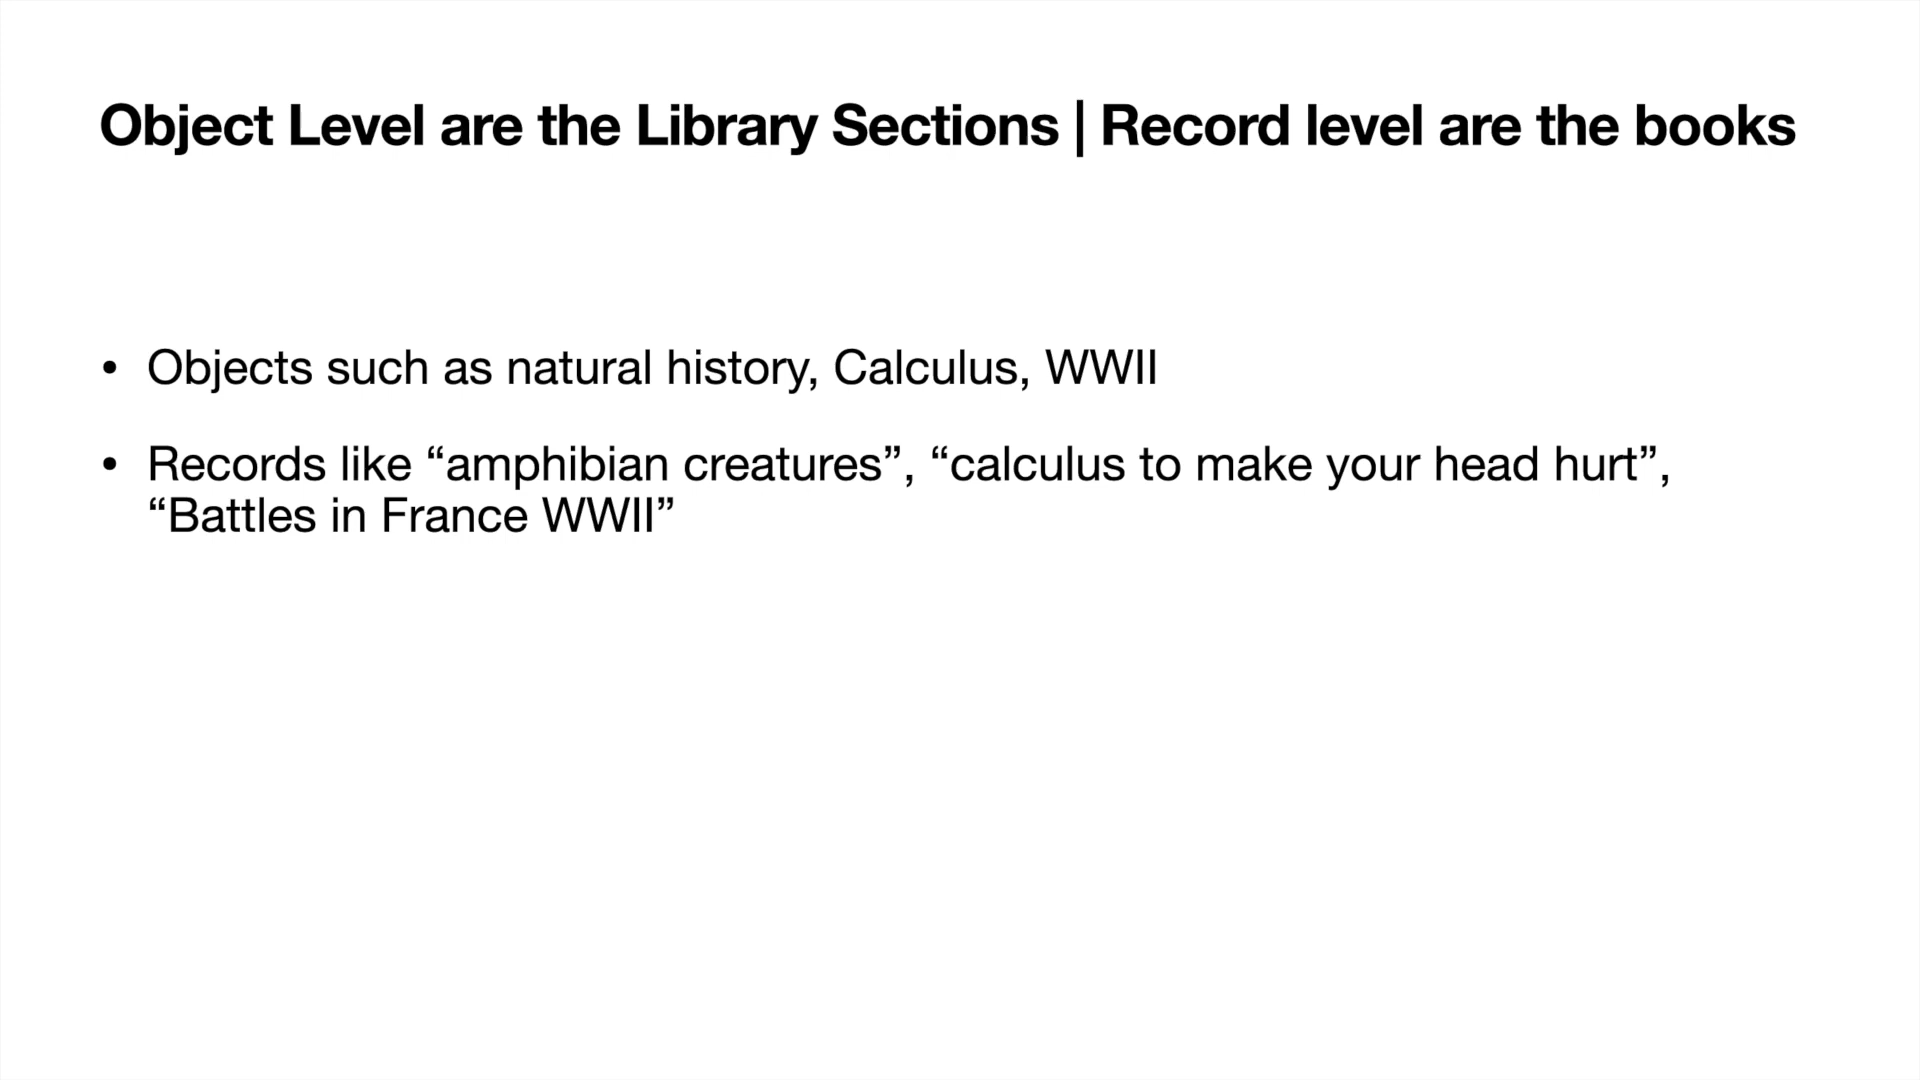 Object Level are the Library Sections | Record level are the books
• Objects such as natural history, Calculus, WWII
• Records like “amphibian creatures”, “calculus to make your head hurt”,
“Battles in France WWII”